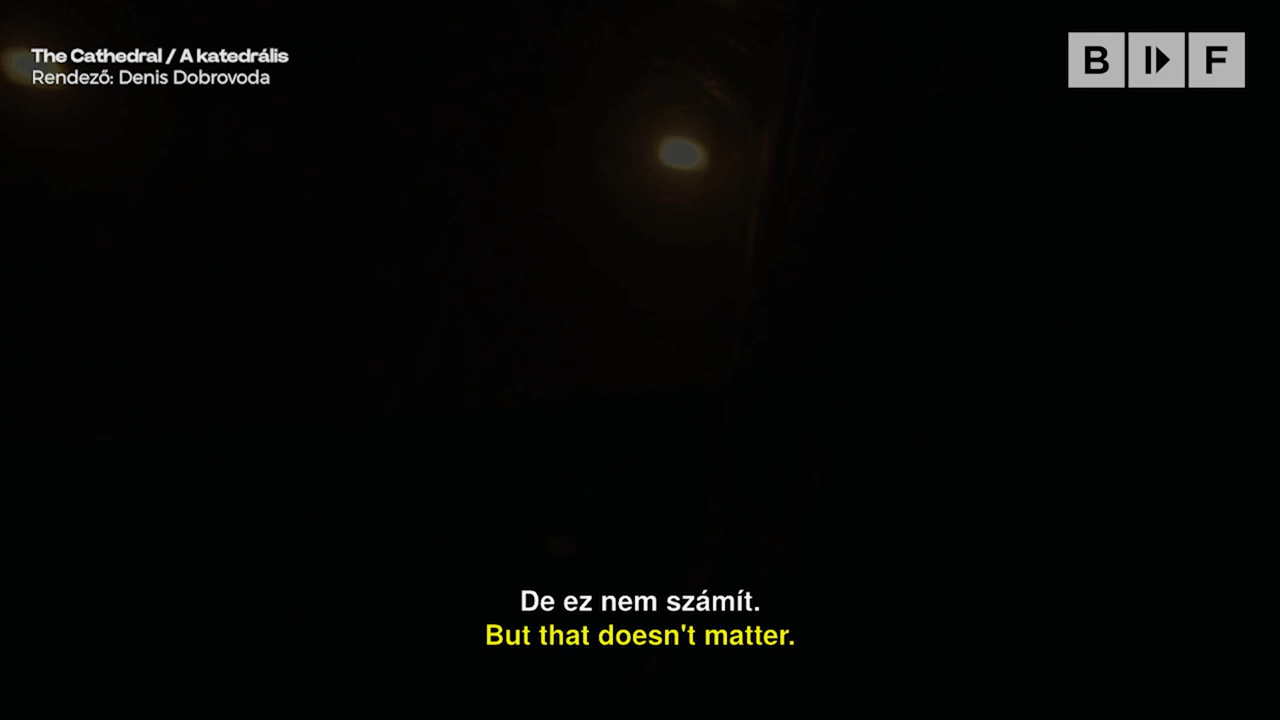 The Cathedral / A katedrális
Rendező: Denis Dobrovoda
B I F
De ez nem számít.
But that doesn't matter.